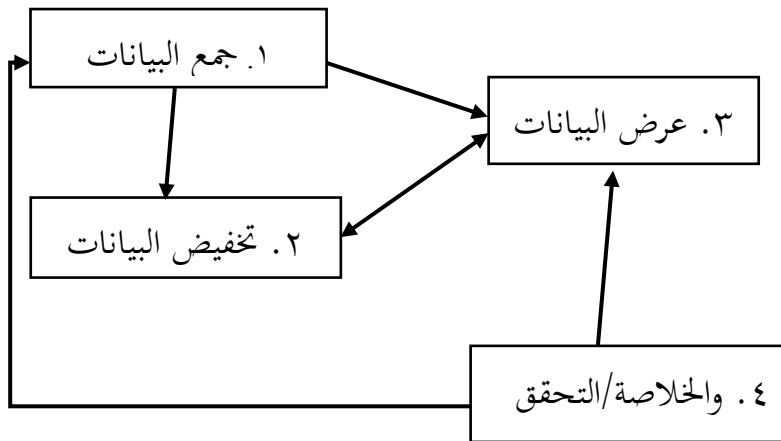 ١. جمع البيانات
٣. عرض البيانات
٢. تخفيض البيانات
٤. والخلاصة/التحقق